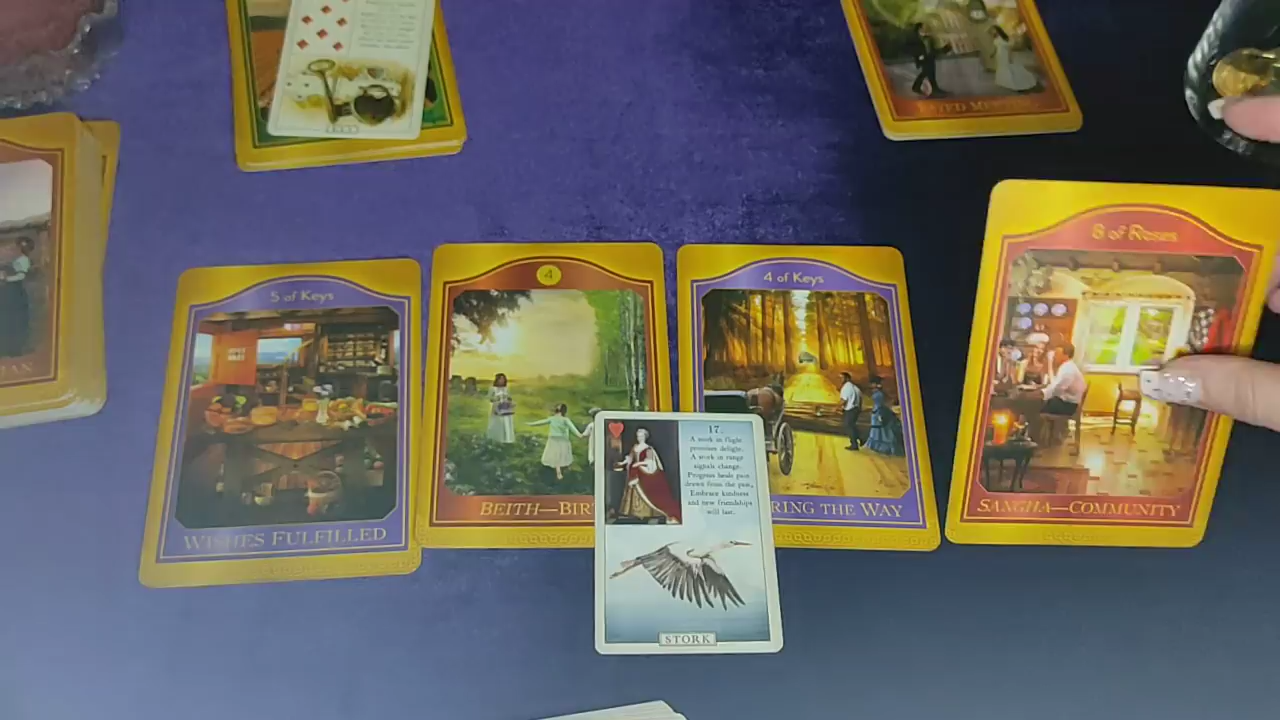 5 of Keys
WISHES FULFILLED
4
BEITH—BIR
4 of Keys
RING THE WAY
8 of Roses
SANGHA—COMMUNITY
17.
A stork in flight
promises delight.
A stork in range
signals change.
Progress heals pain
drawn from the past,
Embrace kindness
and new friendships
will last.
STORK